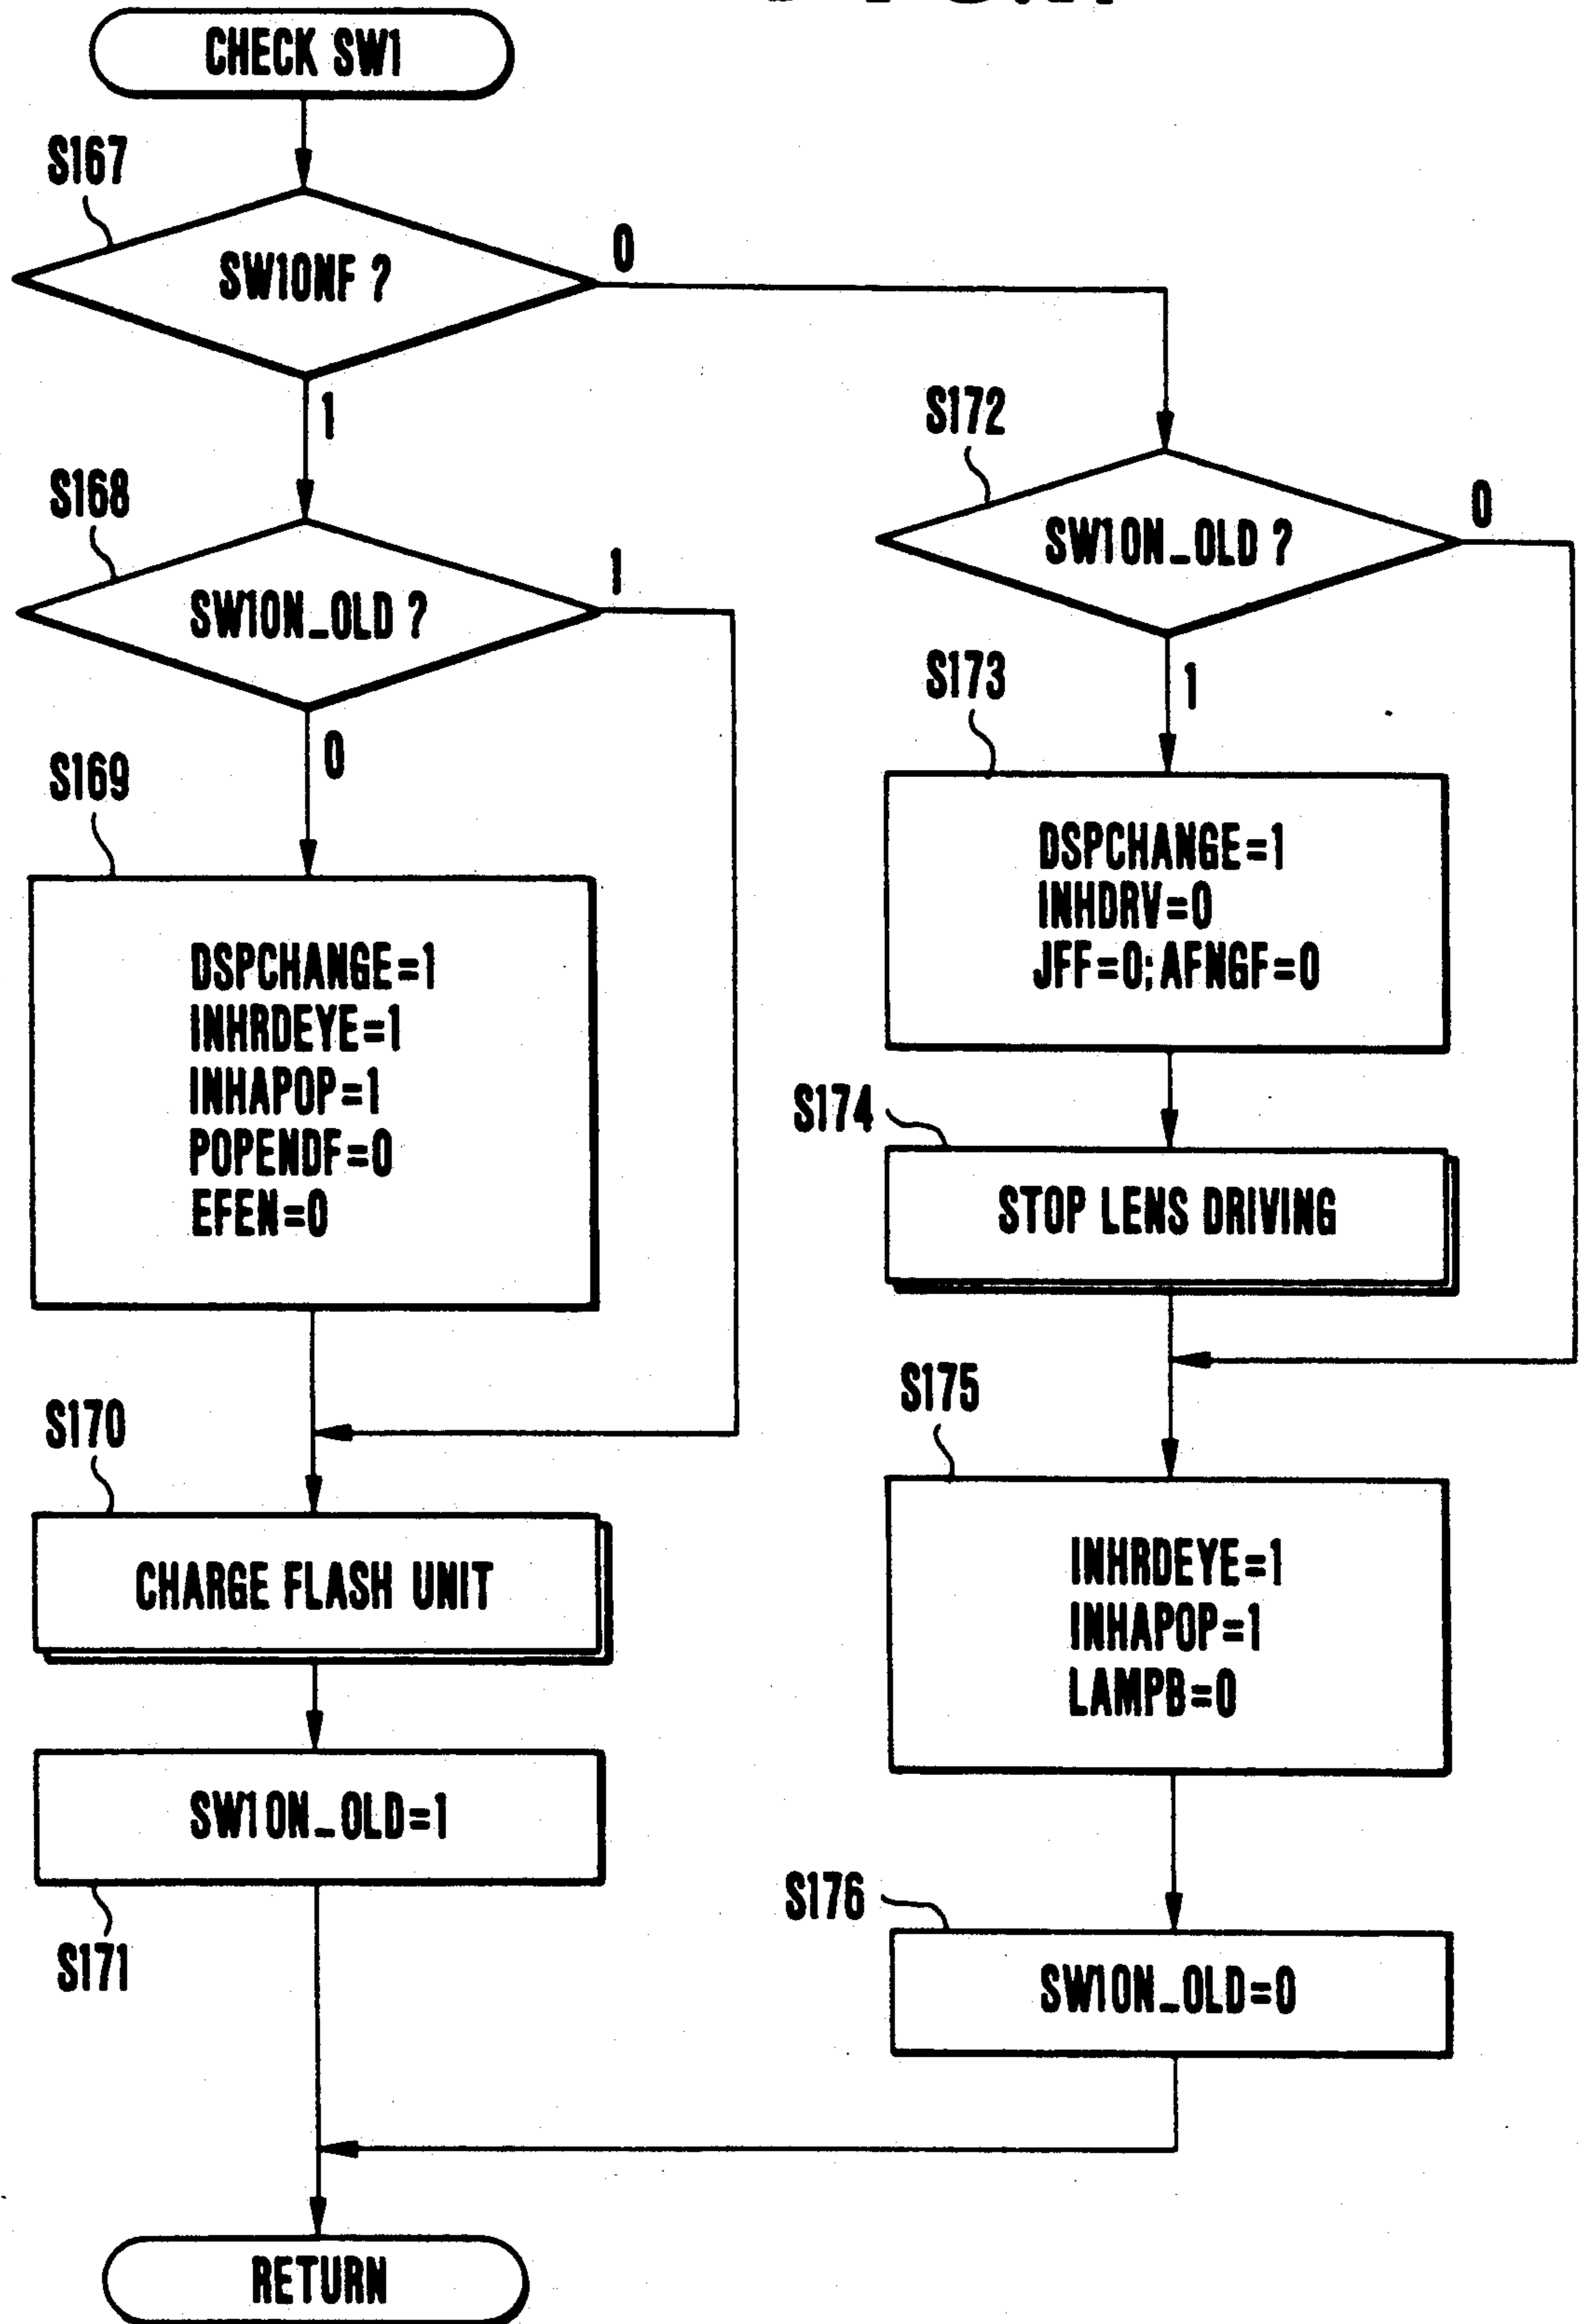 CHECK SW1
S167
SW1ONF ?
0
1
S168
SW1ON_OLD ?
1
0
S169
DSPCHANGE=1
INHRDEYE=1
INHAPOP=1
POPENDF=0
EFEN=0
S170
CHARGE FLASH UNIT
SW1ON_OLD=1
S171
S172
SW1ON_OLD ?
0
1
S173
DSPCHANGE=1
INHDRV=0
JFF=0; AFNGF=0
S174
STOP LENS DRIVING
S175
INHRDEYE=1
INHAPOP=1
LAMPB=0
S176
SW1ON_OLD=0
RETURN